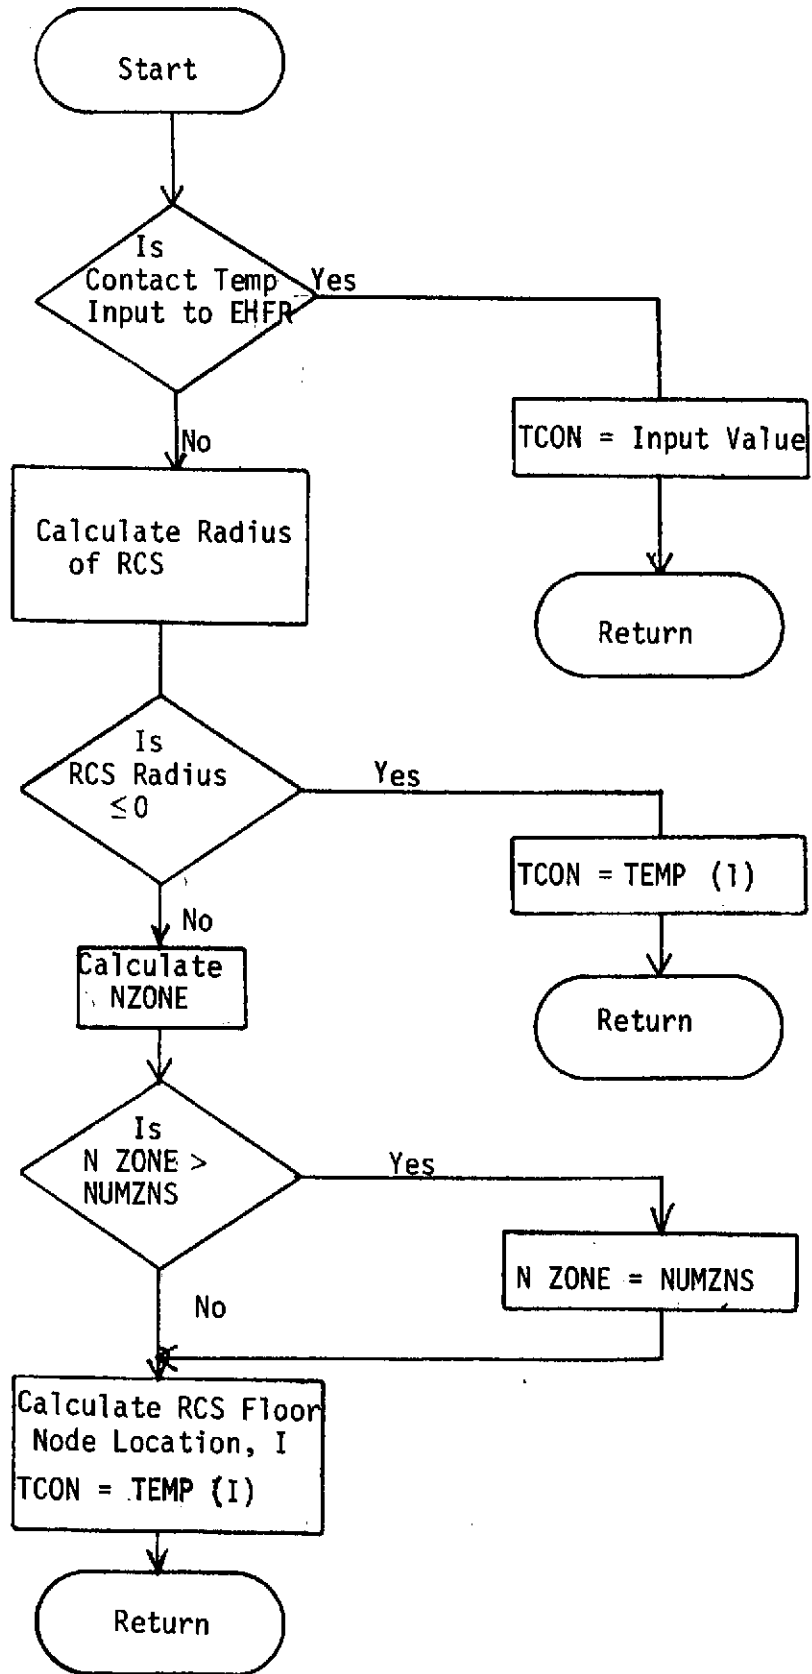 Start
Is
Contact Temp
Input to EHFR
Yes
No
TCON = Input Value
Calculate Radius
of RCS
Return
Is
RCS Radius
≤0
Yes
No
TCON = TEMP (1)
Calculate
NZONE
Return
Is
N ZONE >
NUMZNS
Yes
No
N ZONE = NUMZNS
Calculate RCS Floor
Node Location, I
TCON = TEMP (I)
Return